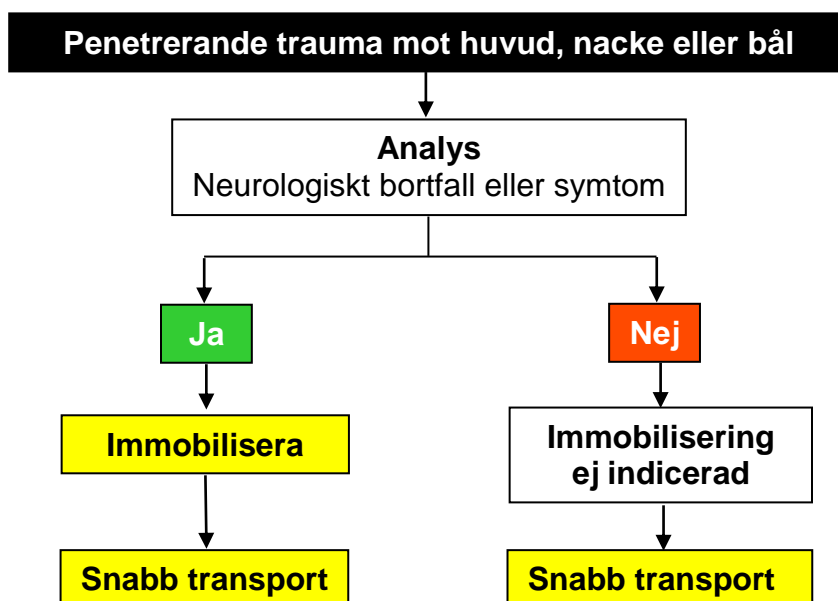 Penetrerande trauma mot huvud, nacke eller bål
Analys
Neurologiskt bortfall eller symtom
Ja
Nej
Immobilisera
Immobilisering
ej indicerad
Snabb transport
Snabb transport